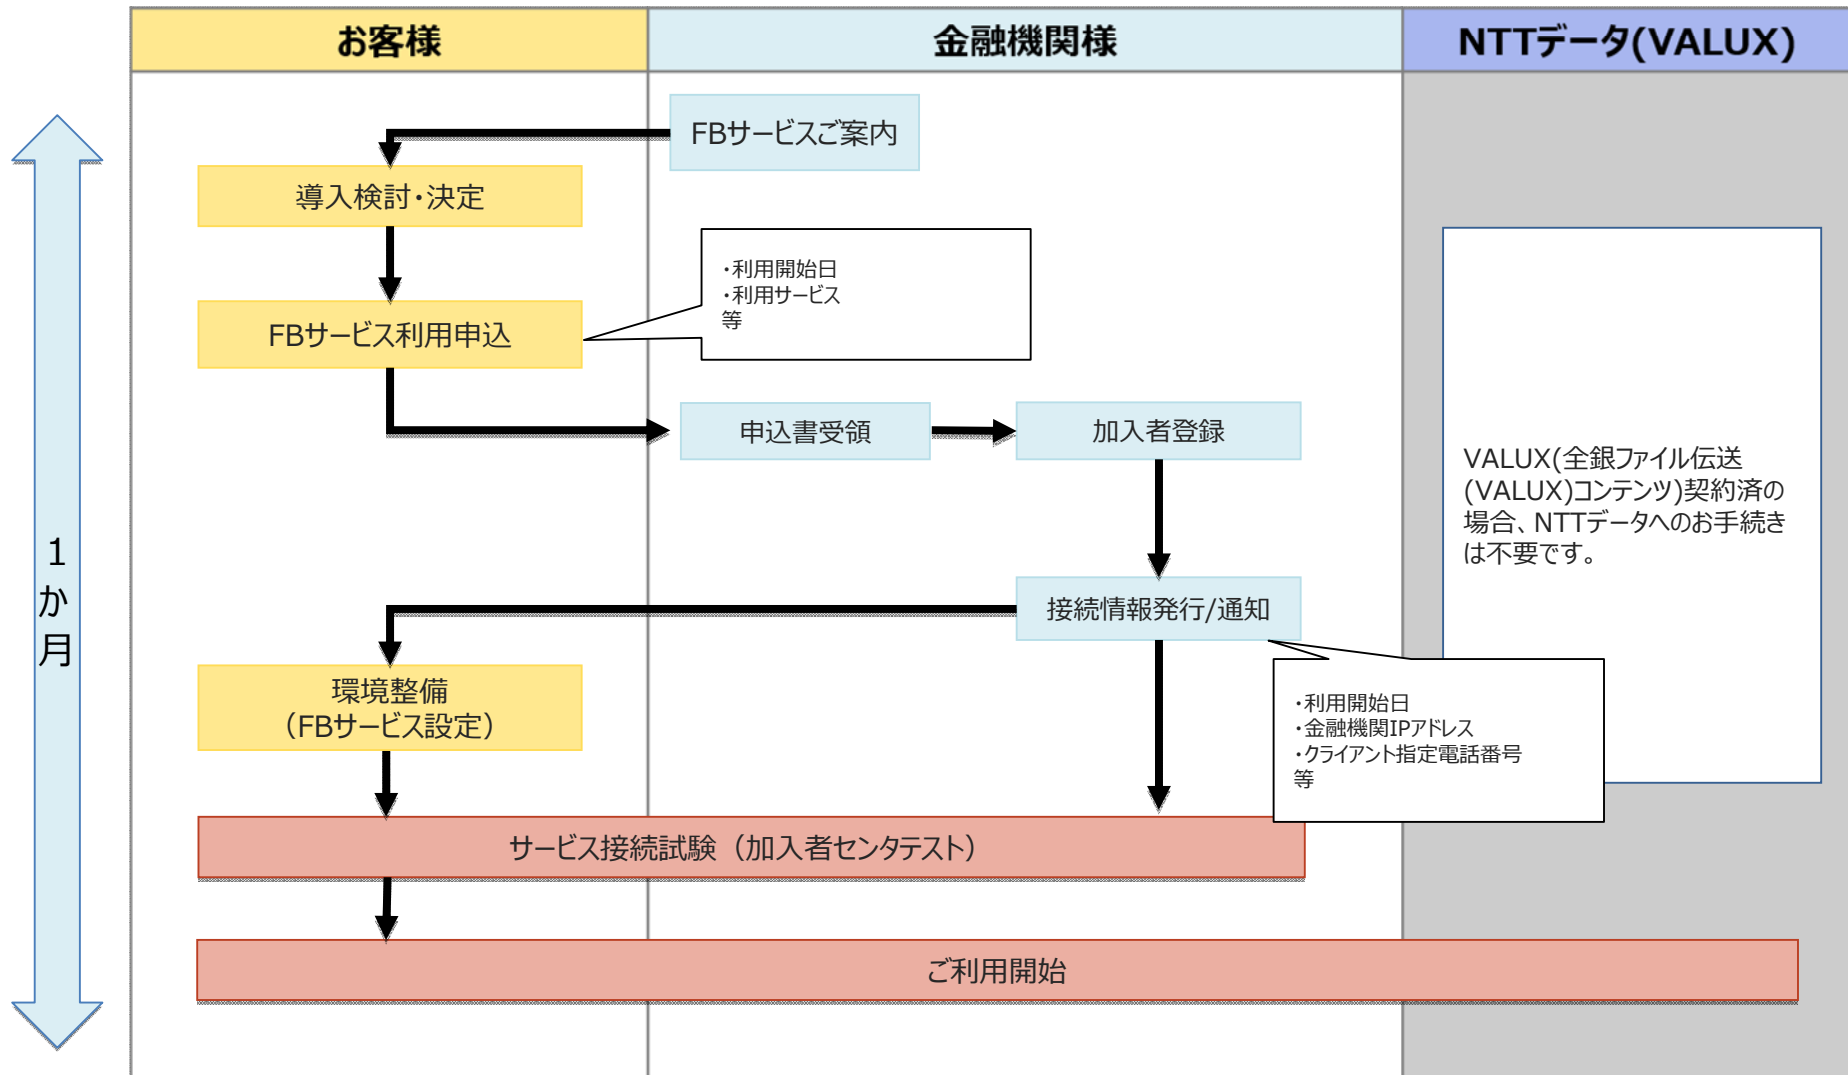 お客様
金融機関様
NTTデータ(VALUX)
FBサービスご案内
導入検討・決定
・利用開始日
・利用サービス
等
FBサービス利用申込
申込書受領
加入者登録
VALUX(全銀ファイル伝送
(VALUX)コンテンツ)契約済の
場合、NTTデータへのお手続き
は不要です。
1
か
月
接続情報発行/通知
環境整備
（FBサービス設定）
・利用開始日
・金融機関IPアドレス
・クライアント指定電話番号
等
サービス接続試験（加入者センタテスト）
ご利用開始